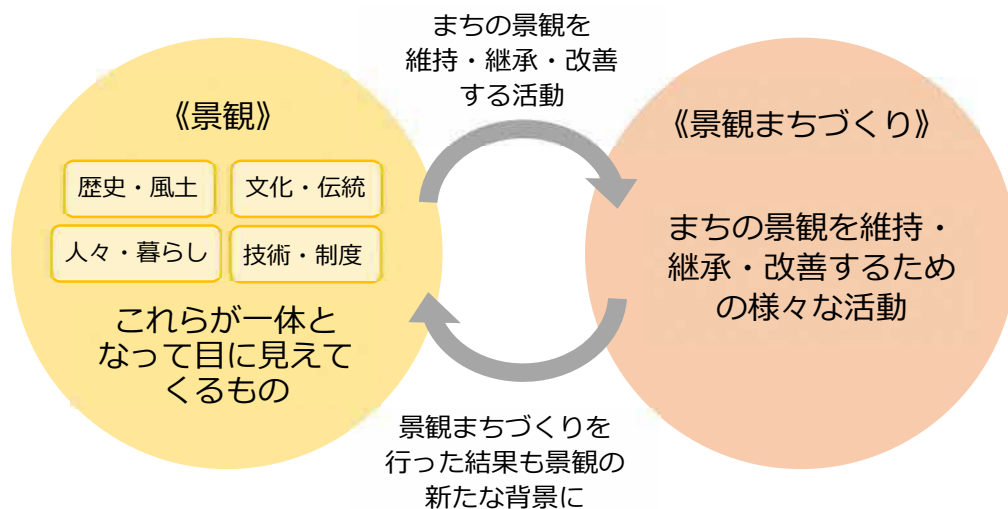 まちの景観を
維持・継承・改善
する活動
《景観》
歴史・風土
文化・伝統
人々・暮らし
技術・制度
これらが一体と
なって目に見えて
くるもの
《景観まちづくり》
まちの景観を維持・
継承・改善するため
の様々な活動
景観まちづくりを
行った結果も景観の
新たな背景に